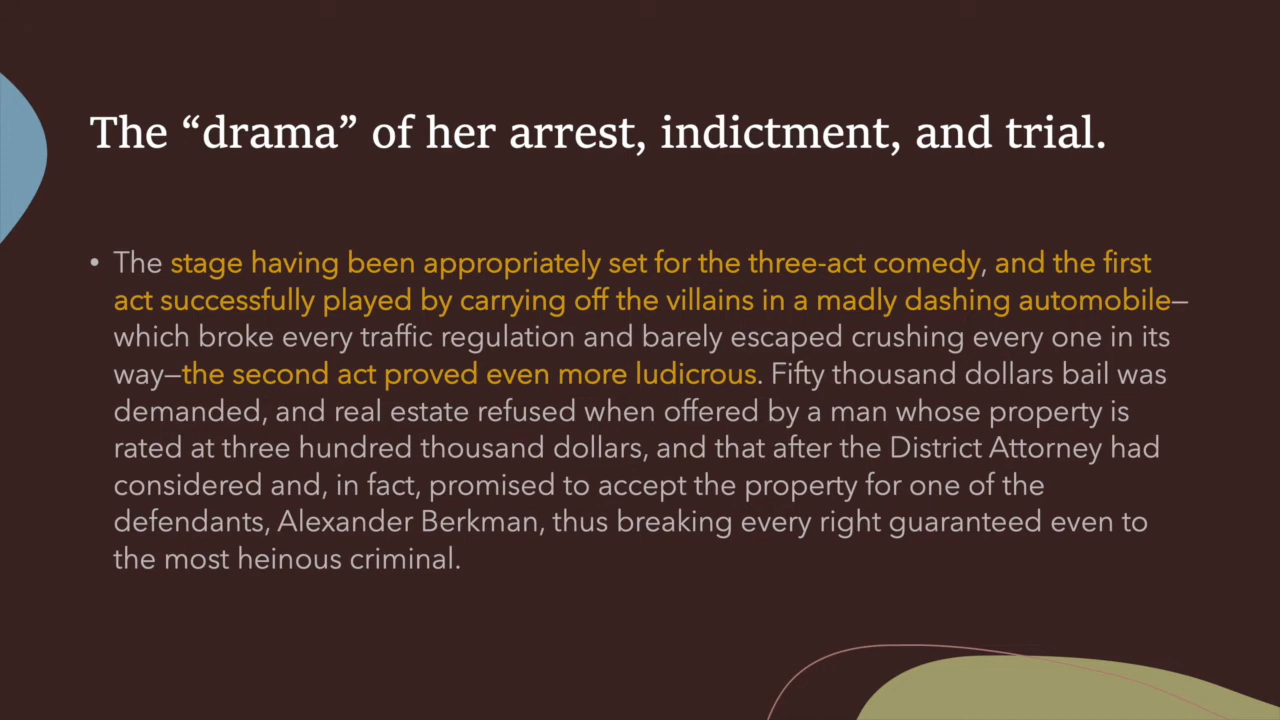 The “drama” of her arrest, indictment, and trial.
• The stage having been appropriately set for the three-act comedy, and the first
act successfully played by carrying off the villains in a madly dashing automobile—
which broke every traffic regulation and barely escaped crushing every one in its
way—the second act proved even more ludicrous. Fifty thousand dollars bail was
demanded, and real estate refused when offered by a man whose property is
rated at three hundred thousand dollars, and that after the District Attorney had
considered and, in fact, promised to accept the property for one of the
defendants, Alexander Berkman, thus breaking every right guaranteed even to
the most heinous criminal.